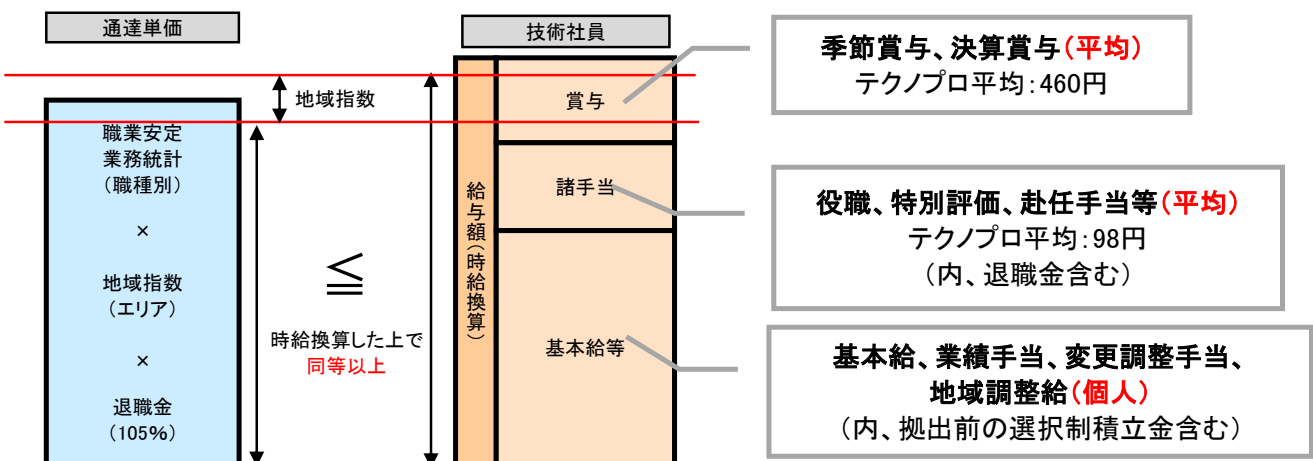 通達単価
職業安定
業務統計
（職種別）
×
地域指数
（エリア）
×
退職金
（105%）
地域指数
≦
時給換算した上で
同等以上
技術社員
給与額（時給換算）
賞与
諸手当
基本給等
季節賞与、決算賞与（平均）
テクノプロ平均：460円
役職、特別評価、赴任手当等（平均）
テクノプロ平均：98円
（内、退職金含む）
基本給、業績手当、変更調整手当、
地域調整給（個人）
（内、拠出前の選択制積立金含む）